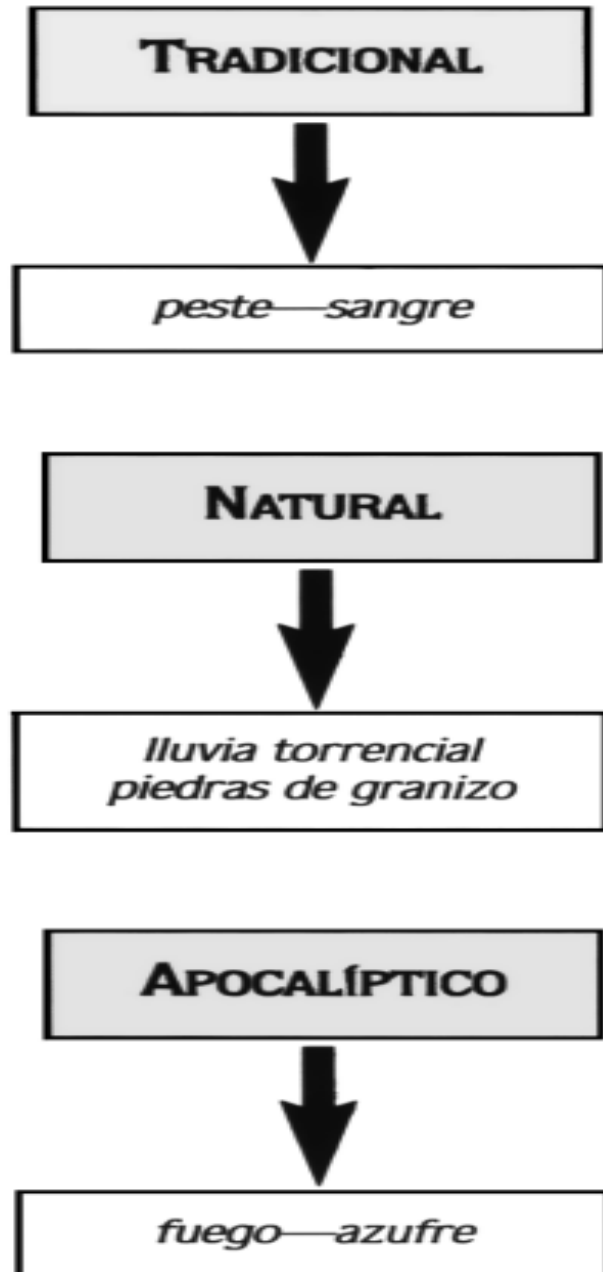 TRADICIONAL
peste—sangre
NATURAL
lluvia torrencial
piedras de granizo
APOCALÍPTICO
fuego—azufre